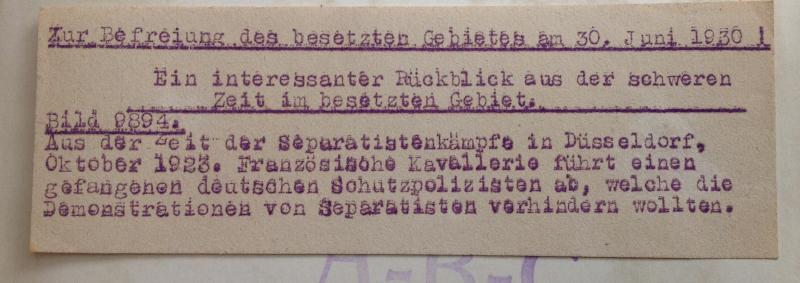 Zur Befreiung des besetzten Gebietes am 30. Juni 1930 !
Ein interessanter Rückblick aus der schweren
Zeit im besetzten Gebiet.
Bild 9894.
Aus der Zeit der Separatistenkämpfe in Düsseldorf,
Oktober 1923. Französische Kavallerie führt einen
gefangenen deutschen Schutzpolizisten ab, welche die
Demonstrationen von Separatisten verhindern wollten.
A-B-C